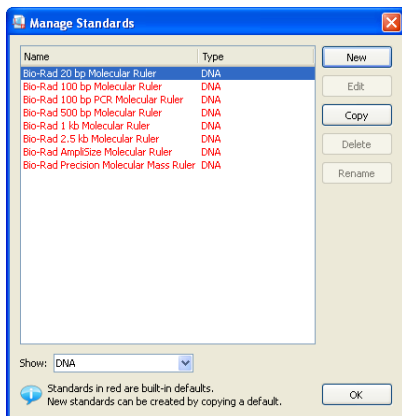 Manage Standards
Name Type
Bio-Rad 20 bp Molecular Ruler DNA
Bio-Rad 100 bp Molecular Ruler DNA
Bio-Rad 100 bp PCR Molecular Ruler DNA
Bio-Rad 500 bp Molecular Ruler DNA
Bio-Rad 1 kb Molecular Ruler DNA
Bio-Rad 2.5 kb Molecular Ruler DNA
Bio-Rad AmpliSize Molecular Ruler DNA
Bio-Rad Precision Molecular Mass Ruler DNA
New
Edit
Copy
Delete
Rename
Show: DNA
Standards in red are built-in defaults.
New standards can be created by copying a default.
OK